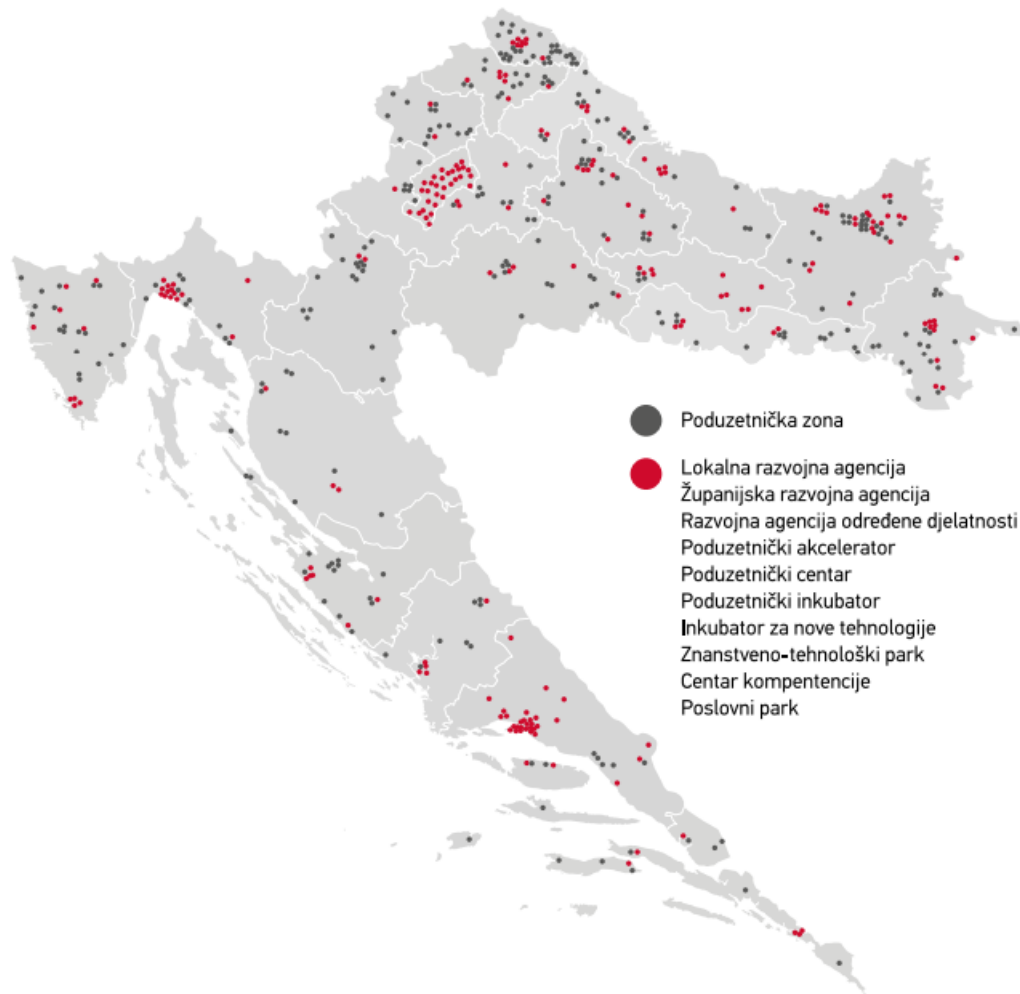 Poduzetnička zona
Lokalna razvojna agencija
Županijska razvojna agencija
Razvojna agencija određene djelatnosti
Poduzetnički akcelerator
Poduzetnički centar
Poduzetnički inkubator
Inkubator za nove tehnologije
Znanstveno-tehnološki park
Centar kompentencije
Poslovni park